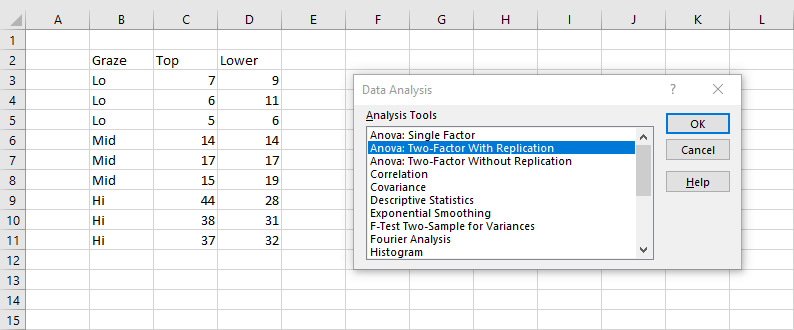 A B C D E F G H I J K L
1
2 Graze Top Lower
3 Lo 7 9
4 Lo 6 11
5 Lo 5 6
6 Mid 14 14
7 Mid 17 17
8 Mid 15 19
9 Hi 44 28
10 Hi 38 31
11 Hi 37 32
12
13
14
15
Data Analysis ? ×
Analysis Tools
Anova: Single Factor
Anova: Two-Factor With Replication
Anova: Two-Factor Without Replication
Correlation
Covariance
Descriptive Statistics
Exponential Smoothing
F-Test Two-Sample for Variances
Fourier Analysis
Histogram
OK
Cancel
Help